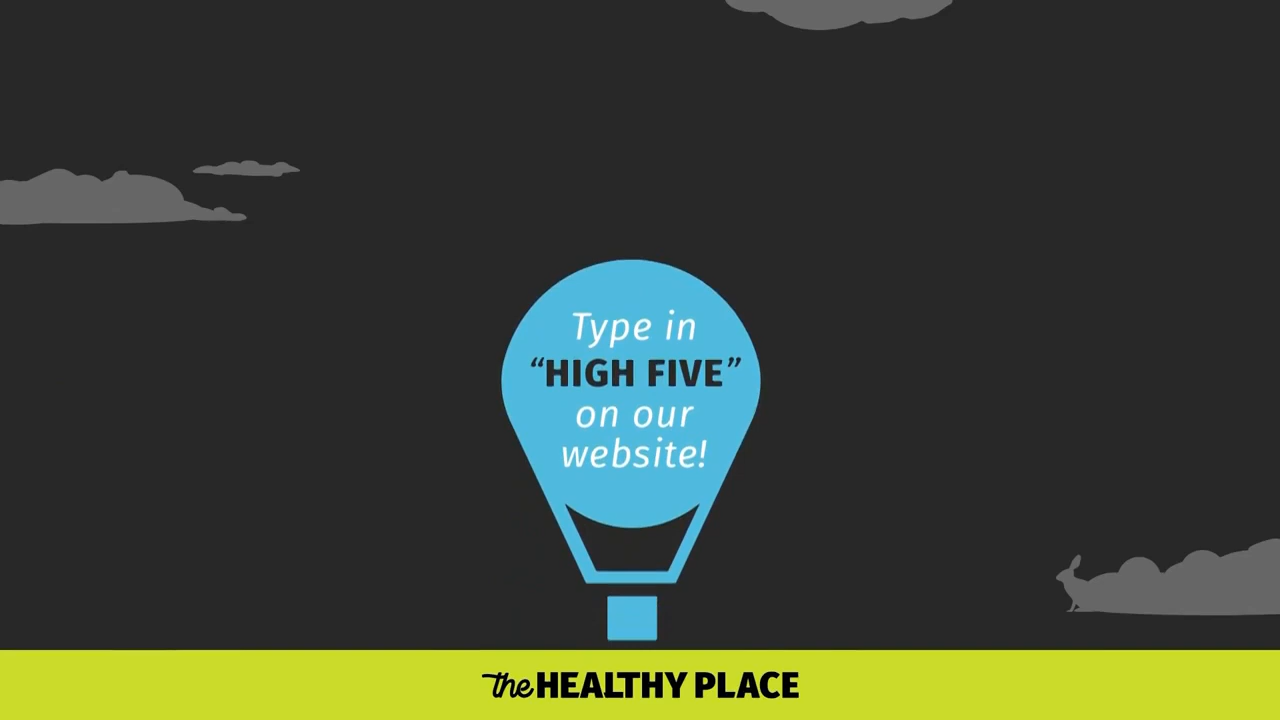 Type in
“HIGH FIVE”
on our
website!
the HEALTHY PLACE